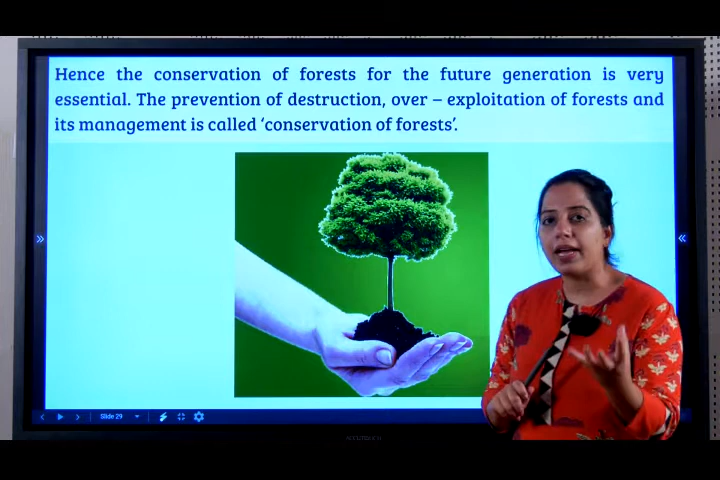 Hence the conservation of forests for the future generation is very
essential. The prevention of destruction, over – exploitation of forests and
its management is called ‘conservation of forests’.
Slide 29